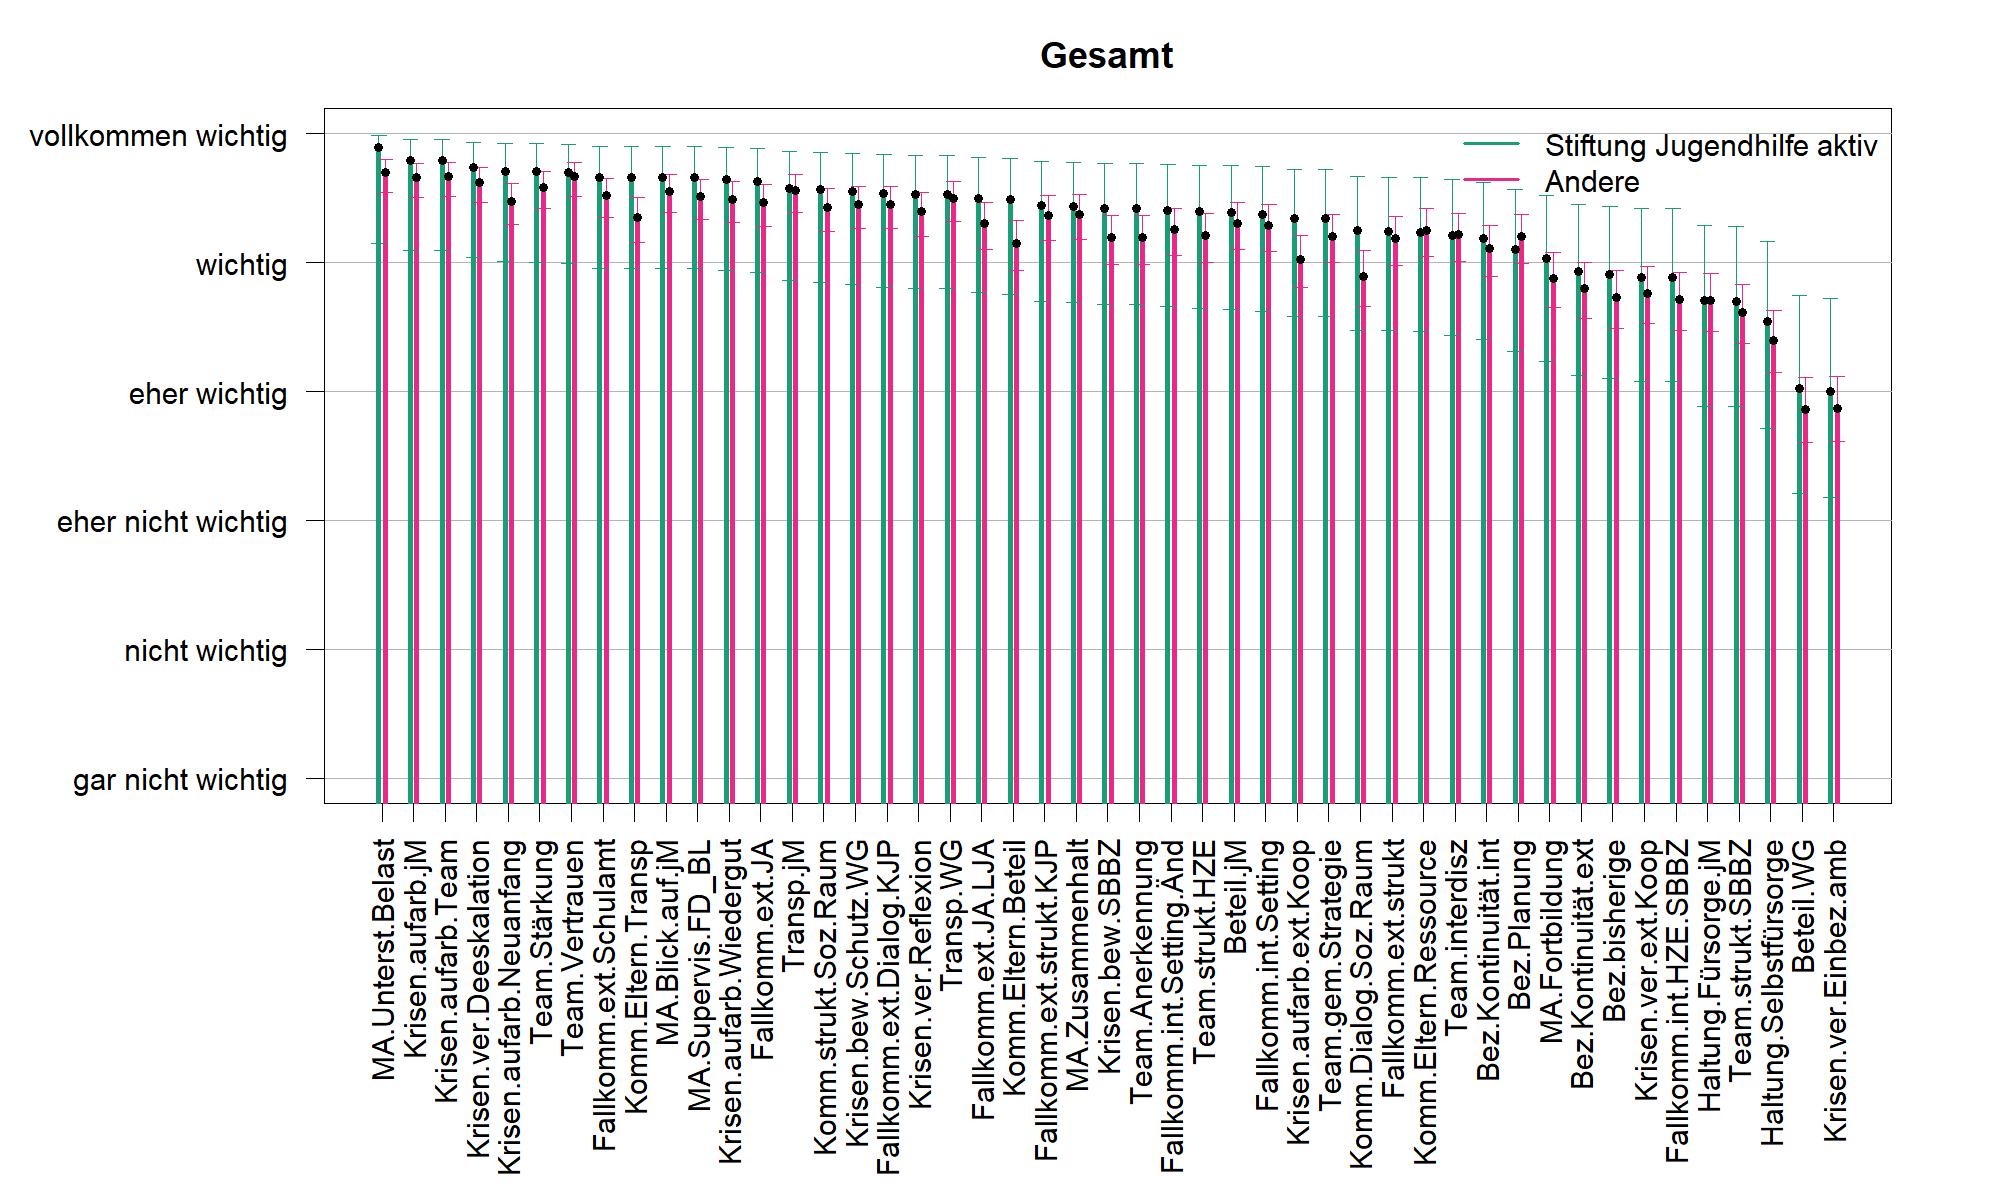 Gesamt
vollkommen wichtig
wichtig
eher wichtig
eher nicht wichtig
nicht wichtig
gar nicht wichtig
Stiftung Jugendhilfe aktiv
Andere
MA.Unterst.Belast
Krisen.aufarb.jM
Krisen.aufarb.Team
Krisen.ver.Deeskalation
Krisen.aufarb.Neuanfang
Team.Stärkung
Team.Vertrauen
Fallkomm.ext.Schulamt
Komm.Eltern.Transp
MA.Blick.auf.jM
MA.Supervis.FD_BL
Krisen.aufarb.Wiedergut
Fallkomm.ext.JA
Transp.jM
Komm.strukt.Soz.Raum
Krisen.bew.Schutz.WG
Fallkomm.ext.Dialog.KJP
Krisen.ver.Reflexion
Transp.WG
Fallkomm.ext.JA.LJA
Komm.Eltern.Beteil
Fallkomm.ext.strukt.KJP
MA.Zusammenhalt
Krisen.bew.SBBZ
Team.Anerkennung
Fallkomm.int.Setting.Änd
Team.strukt.HZE
Beteil.jM
Fallkomm.int.Setting
Krisen.aufarb.ext.Koop
Team.gem.Strategie
Komm.Dialog.Soz.Raum
Fallkomm.ext.strukt
Komm.Eltern.Ressource
Team.interdisz
Bez.Kontinuität.int
Bez.Planung
MA.Fortbildung
Bez.Kontinuität.ext
Bez.bisherige
Krisen.ver.ext.Koop
Fallkomm.int.HZE.SBBZ
Haltung.Fürsorge.jM
Team.strukt.SBBZ
Haltung.Selbstfürsorge
Beteil.WG
Krisen.ver.Einbez.amb